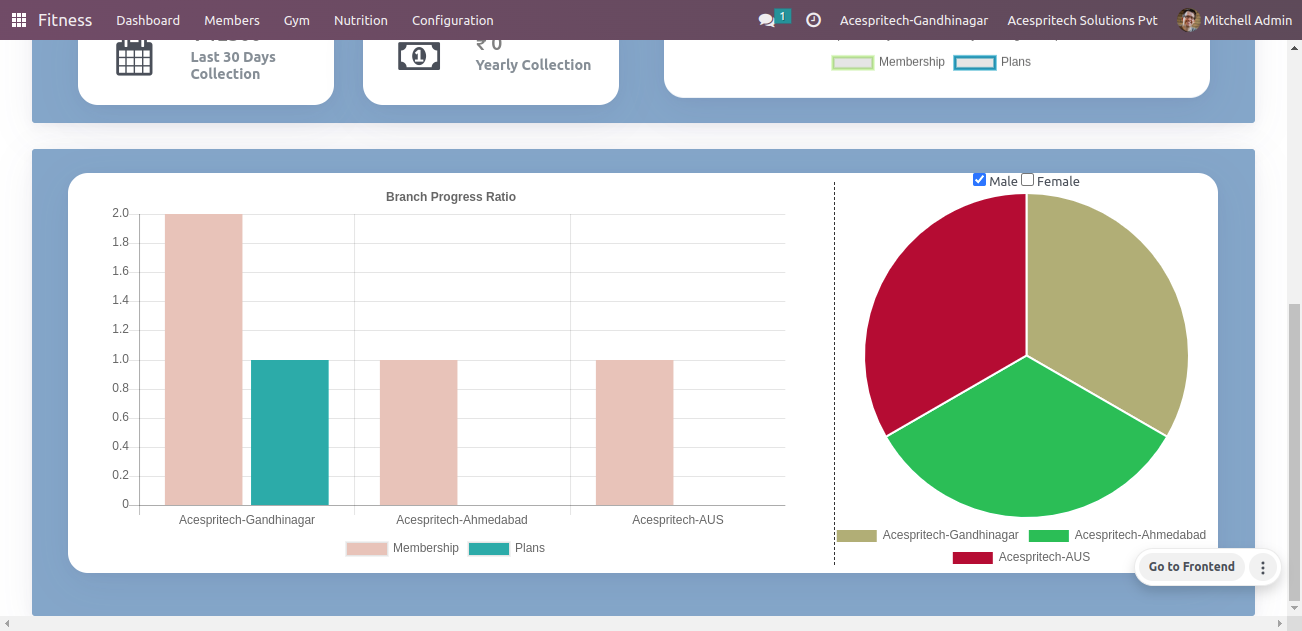 Fitness Dashboard Members Gym Nutrition Configuration 1 Acespritech-Gandhinagar Acespritech Solutions Pvt Mitchell Admin
Last 30 Days
Collection
₹ 0
Yearly Collection
Membership Plans
Branch Progress Ratio
2.0
1.8
1.6
1.4
1.2
1.0
0.8
0.6
0.4
0.2
0
Acespritech-Gandhinagar Acespritech-Ahmedabad Acespritech-AUS
Membership Plans
Male Female
Acespritech-Gandhinagar Acespritech-Ahmedabad
Acespritech-AUS
Go to Frontend